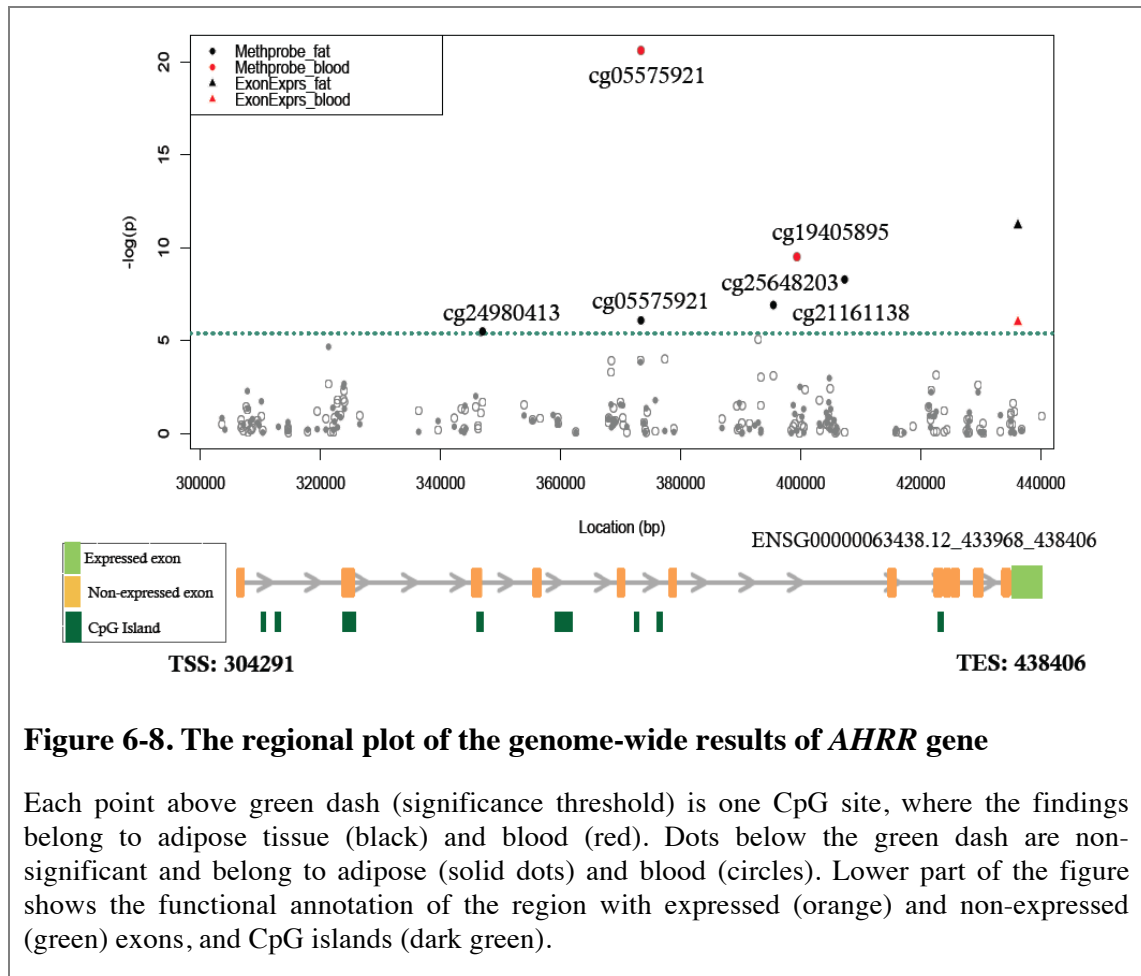 Methprobe_fat
Methprobe_blood
ExonExprs_fat
ExonExprs_blood
cg05575921
cg19405895
cg25648203
cg05575921
cg24980413
cg21161138
-log(p)
20
15
10
5
0
300000 320000 340000 360000 380000 400000 420000 440000
Location (bp)
ENSG00000063438.12_433968_438406
Expressed exon
Non-expressed exon
CpG Island
TSS: 304291 TES: 438406
Figure 6-8. The regional plot of the genome-wide results of AHRR gene
Each point above green dash (significance threshold) is one CpG site, where the findings
belong to adipose tissue (black) and blood (red). Dots below the green dash are non-
significant and belong to adipose (solid dots) and blood (circles). Lower part of the figure
shows the functional annotation of the region with expressed (orange) and non-expressed
(green) exons, and CpG islands (dark green).